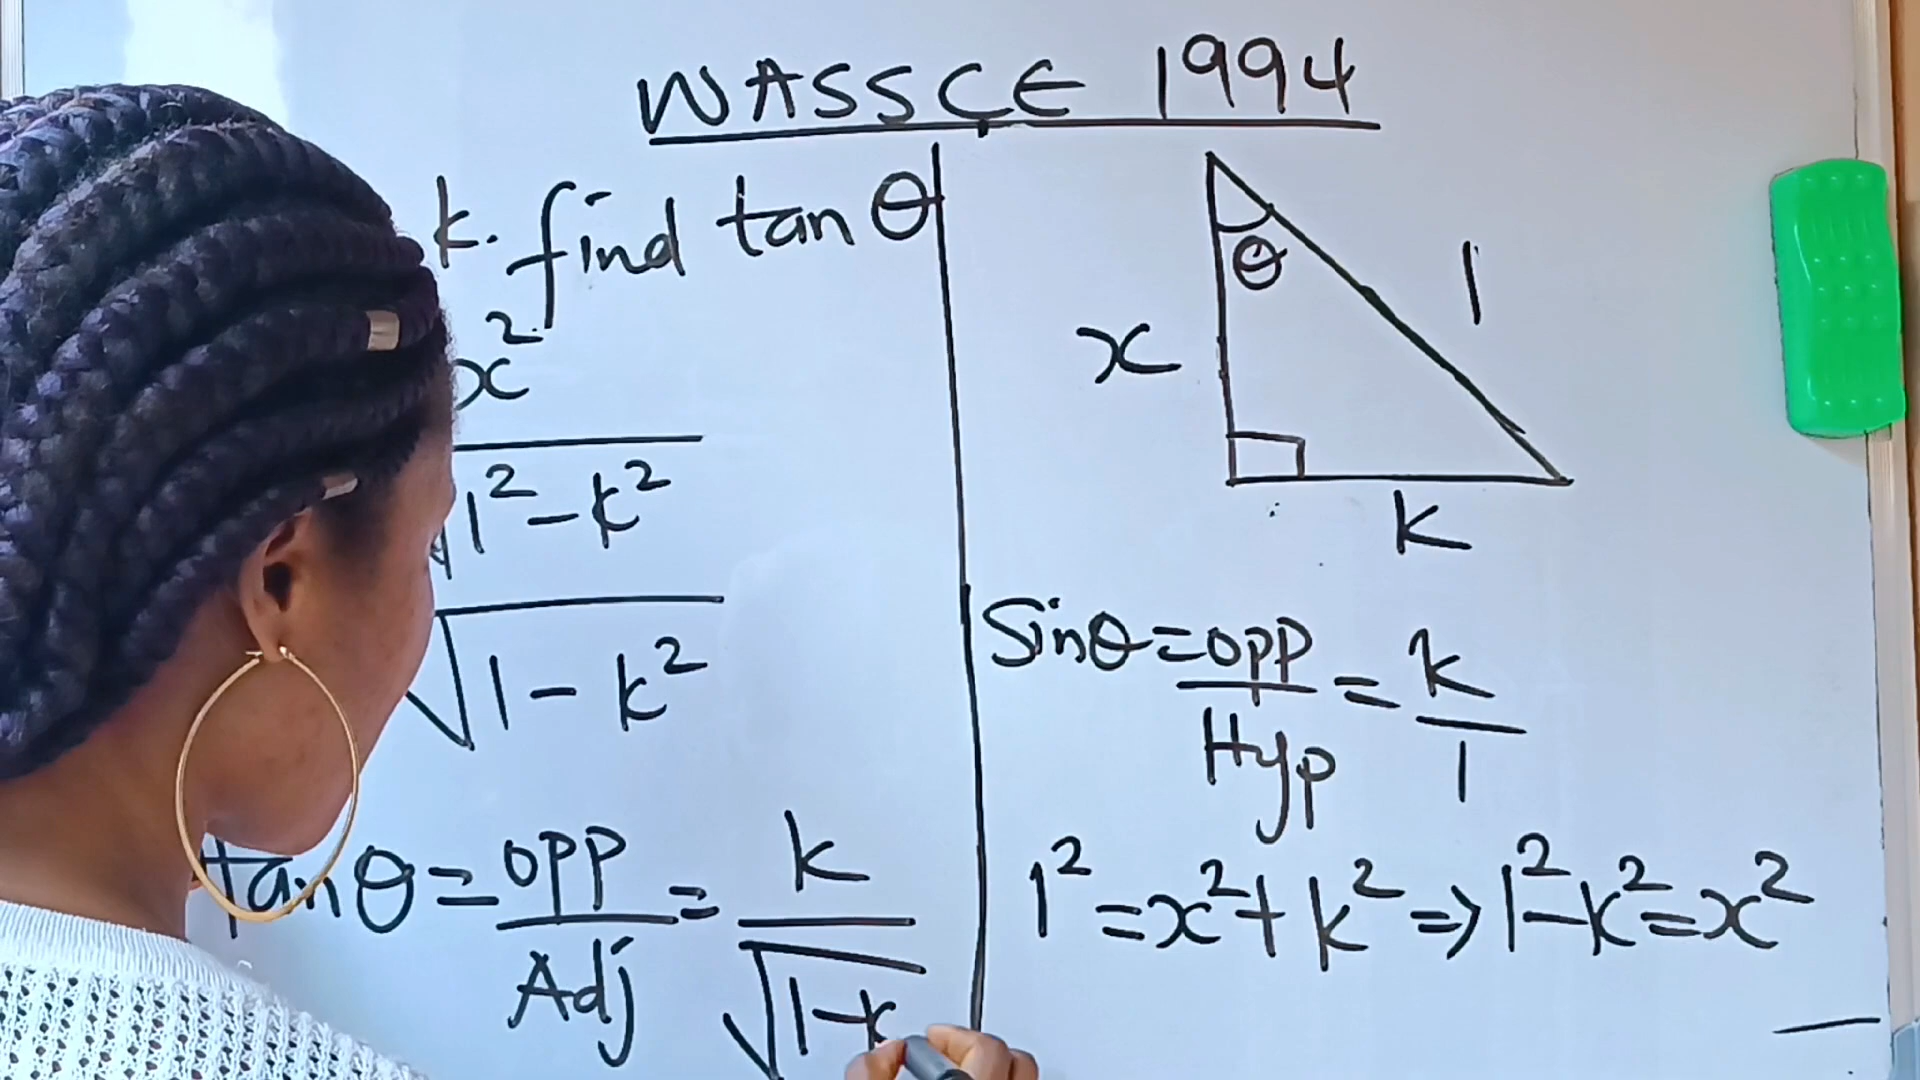 WASSCE 1994
k. find tan θ
x²
√1² - k²
√1 - k²
tan θ = opp/Adj = k/√1-k
θ
x
1
k
Sinθ = opp/Hyp = k/1
1² = x² + k² ⇒ 1² - k² = x²